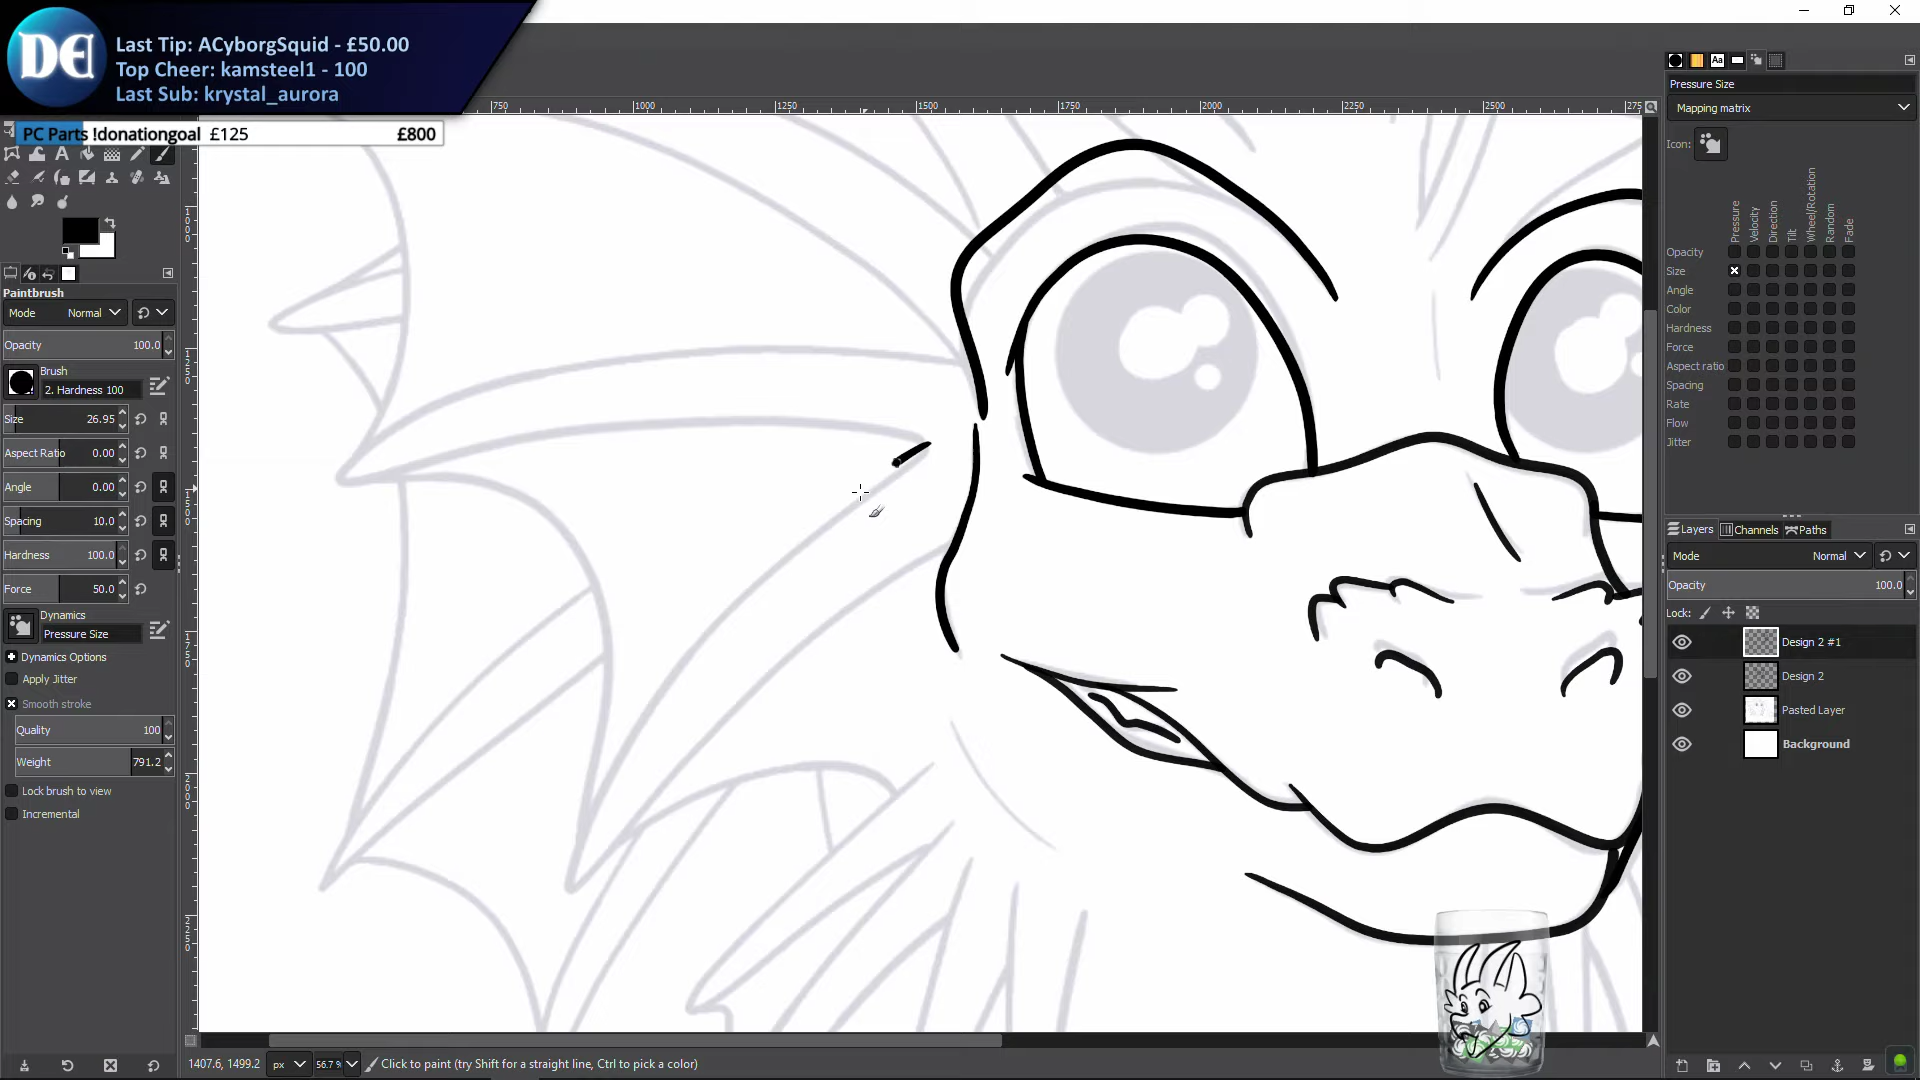 DE
Last Tip: ACyborgSquid - £50.00
Top Cheer: kamsteel1 - 100
Last Sub: krystal_aurora
PC Parts !donationgoal £125 £800
750 1000 1250 1500 1750 2000 2250 2500 275
Paintbrush
Mode Normal
Opacity 100.0
Brush
2. Hardness 100
Size 26.95
Aspect Ratio 0.00
Angle 0.00
Spacing 10.0
Hardness 100.0
Force 50.0
Dynamics
Pressure Size
Dynamics Options
Apply Jitter
Smooth stroke
Quality 100
Weight 791.2
Lock brush to view
Incremental
1407.6, 1499.2 px 56.7 % Click to paint (try Shift for a straight line, Ctrl to pick a color)
Aa
Pressure Size
Mapping matrix
Icon:
Pressure Velocity Direction Tilt Wheel/Rotation Random Fade
Opacity
Size
Angle
Color
Hardness
Force
Aspect ratio
Spacing
Rate
Flow
Jitter
Layers Channels Paths
Mode Normal
Opacity 100.0
Lock:
Design 2 #1
Design 2
Pasted Layer
Background